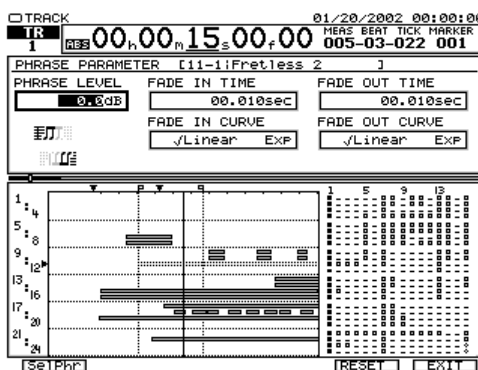 TRACK 01/20/2002 00:00:00
TR 1 ABS 00h00m15s00f00 MEAS BEAT TICK MARKER
005-03-022 001
PHRASE PARAMETER [11-1:Fretless 2 ]
PHRASE LEVEL FADE IN TIME FADE OUT TIME
0.0dB 00.010sec 00.010sec
FADE IN CURVE FADE OUT CURVE
√Linear EXP √Linear EXP
1 5 9 13
1:4
5:8
9:12
13:16
17:20
21:24
[SelPhr] [RESET] [EXIT]